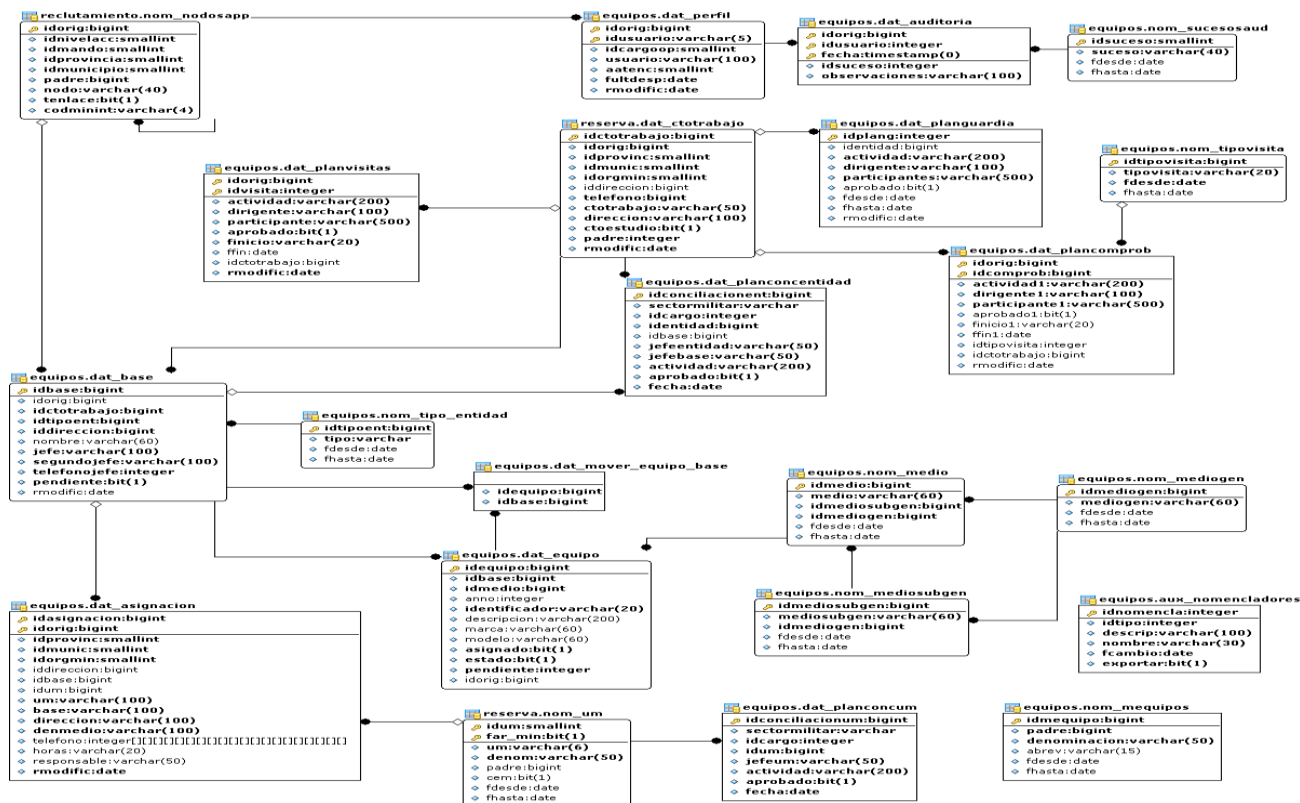 reclutamiento.nom_nodosapp
idorig:bigint
idnivelacc:smallint
idmando:smallint
idprovincia:smallint
idmunicipio:smallint
padre:bigint
nodo:varchar(40)
tenlace:bit(1)
codminint:varchar(4)
equipos.dat_perfil
idorig:bigint
idusuario:varchar(5)
idcargoop:smallint
usuario:varchar(100)
aatenc:smallint
fultdesp:date
rmodific:date
equipos.dat_auditoria
idorig:bigint
idusuario:integer
fecha:timestamp(0)
idsuceso:integer
observaciones:varchar(100)
equipos.nom_sucesosaud
idsuceso:smallint
suceso:varchar(40)
fdesde:date
fhasta:date
equipos.dat_planvisitas
idorig:bigint
idvisita:integer
actividad:varchar(200)
dirigente:varchar(100)
participante:varchar(500)
aprobado:bit(1)
finicio:varchar(20)
ffin:date
idctotrabajo:bigint
rmodific:date
reserva.dat_ctotrabajo
idctotrabajo:bigint
idorig:bigint
idprovinc:smallint
idmunic:smallint
idorgmin:smallint
iddireccion:bigint
telefono:bigint
ctotrabajo:varchar(50)
direccion:varchar(100)
ctoestudio:bit(1)
padre:integer
rmodific:date
equipos.dat_planguardia
idplang:integer
identidad:bigint
actividad:varchar(200)
dirigente:varchar(100)
participantes:varchar(500)
aprobado:bit(1)
fdesde:date
fhasta:date
rmodific:date
equipos.nom_tipovisita
idtipovisita:bigint
tipovisita:varchar(20)
fdesde:date
fhasta:date
equipos.dat_plancomprob
idorig:bigint
idcomprob:bigint
actividad1:varchar(200)
dirigente1:varchar(100)
participante1:varchar(500)
aprobado1:bit(1)
finicio1:varchar(20)
ffin1:date
idtipovisita:integer
idctotrabajo:bigint
rmodific:date
equipos.dat_planconcentidad
idconciliacionent:bigint
sectormilitar:varchar
idcargo:integer
identidad:bigint
idbase:bigint
jefeentidad:varchar(50)
jefebase:varchar(50)
actividad:varchar(200)
aprobado:bit(1)
fecha:date
equipos.dat_base
idbase:bigint
idorig:bigint
idctotrabajo:bigint
idtipoent:bigint
iddireccion:bigint
nombre:varchar(60)
jefe:varchar(100)
segundojefe:varchar(100)
telefonojefe:integer
pendiente:bit(1)
rmodific:date
equipos.nom_tipo_entidad
idtipoent:bigint
tipo:varchar
fdesde:date
fhasta:date
equipos.dat_mover_equipo_base
idequipo:bigint
idbase:bigint
equipos.nom_medio
idmedio:bigint
medio:varchar(60)
idmediosubgen:bigint
idmediogen:bigint
fdesde:date
fhasta:date
equipos.nom_mediogen
idmediogen:bigint
mediogen:varchar(60)
fdesde:date
fhasta:date
equipos.dat_equipo
idequipo:bigint
idbase:bigint
idmedio:bigint
anno:integer
identificador:varchar(20)
descripcion:varchar(200)
marca:varchar(60)
modelo:varchar(60)
asignado:bit(1)
estado:bit(1)
pendiente:integer
idorig:bigint
equipos.nom_mediosubgen
idmediosubgen:bigint
mediosubgen:varchar(60)
idmediogen:bigint
fdesde:date
fhasta:date
equipos.aux_nomencladores
idnomencla:integer
idtipo:integer
descrip:varchar(100)
nombre:varchar(30)
fcambio:date
exportar:bit(1)
equipos.dat_asignacion
idasignacion:bigint
idorig:bigint
idprovinc:smallint
idmunic:smallint
idorgmin:smallint
iddireccion:bigint
idbase:bigint
idum:bigint
um:varchar(100)
base:varchar(100)
direccion:varchar(100)
denmedio:varchar(100)
telefono:integer[][][][][][][][][][][][][][][][][][][]
horas:varchar(20)
responsable:varchar(50)
rmodific:date
reserva.nom_um
idum:smallint
far_min:bit(1)
um:varchar(6)
denom:varchar(50)
padre:bigint
cem:bit(1)
fdesde:date
fhasta:date
equipos.dat_planconcum
idconciliacionum:bigint
sectormilitar:varchar
idcargo:integer
idum:bigint
jefeum:varchar(50)
actividad:varchar(200)
aprobado:bit(1)
fecha:date
equipos.nom_mequipos
idmequipo:bigint
padre:bigint
denominacion:varchar(50)
abrev:varchar(15)
fdesde:date
fhasta:date